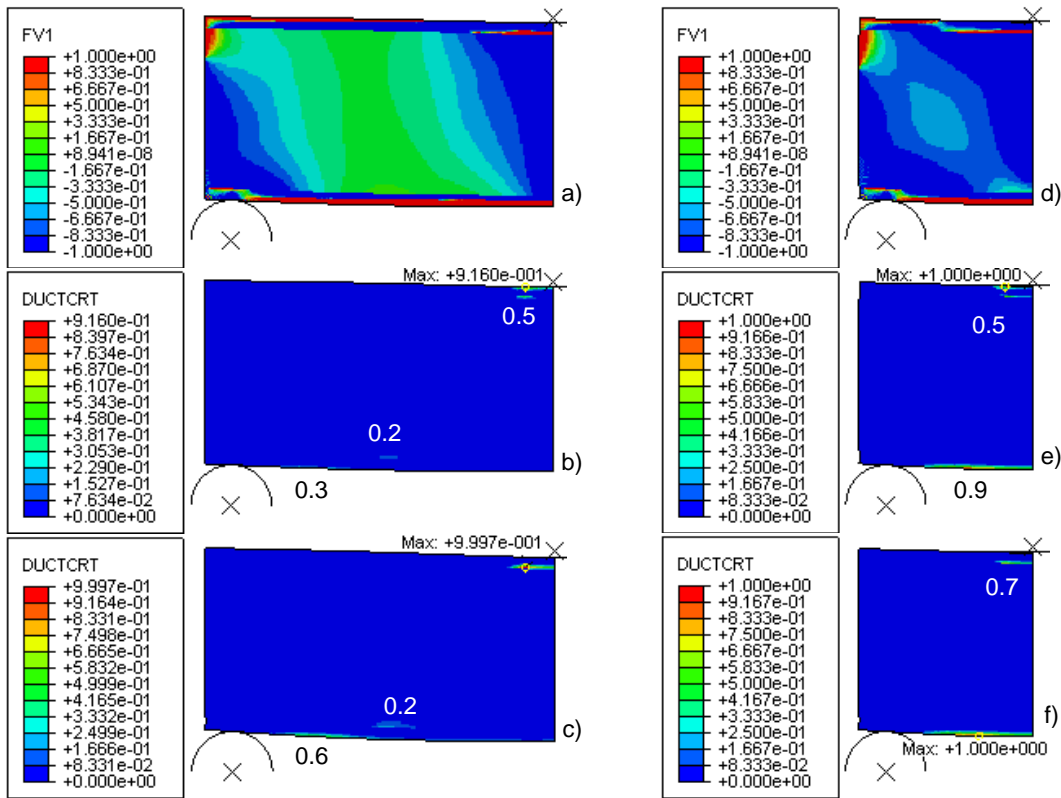 FV1
+1.000e+00
+8.333e-01
+6.667e-01
+5.000e-01
+3.333e-01
+1.667e-01
+8.941e-08
-1.667e-01
-3.333e-01
-5.000e-01
-6.667e-01
-8.333e-01
-1.000e+00
a)
FV1
+1.000e+00
+8.333e-01
+6.667e-01
+5.000e-01
+3.333e-01
+1.667e-01
+8.941e-08
-1.667e-01
-3.333e-01
-5.000e-01
-6.667e-01
-8.333e-01
-1.000e+00
d)
DUCTCRT
+9.160e-01
+8.397e-01
+7.634e-01
+6.870e-01
+6.107e-01
+5.343e-01
+4.580e-01
+3.817e-01
+3.053e-01
+2.290e-01
+1.527e-01
+7.634e-02
+0.000e+00
Max: +9.160e-001
0.5
0.2
0.3
b)
DUCTCRT
+1.000e+00
+9.166e-01
+8.333e-01
+7.500e-01
+6.666e-01
+5.833e-01
+5.000e-01
+4.166e-01
+3.333e-01
+2.500e-01
+1.667e-01
+8.333e-02
+0.000e+00
Max: +1.000e+000
0.5
0.9
e)
DUCTCRT
+9.997e-01
+9.164e-01
+8.331e-01
+7.498e-01
+6.665e-01
+5.832e-01
+4.999e-01
+4.165e-01
+3.332e-01
+2.499e-01
+1.666e-01
+8.331e-02
+0.000e+00
Max: +9.997e-001
0.2
0.6
c)
DUCTCRT
+1.000e+00
+9.167e-01
+8.333e-01
+7.500e-01
+6.667e-01
+5.833e-01
+5.000e-01
+4.167e-01
+3.333e-01
+2.500e-01
+1.667e-01
+8.333e-02
+0.000e+00
0.7
Max: +1.000e+000
f)